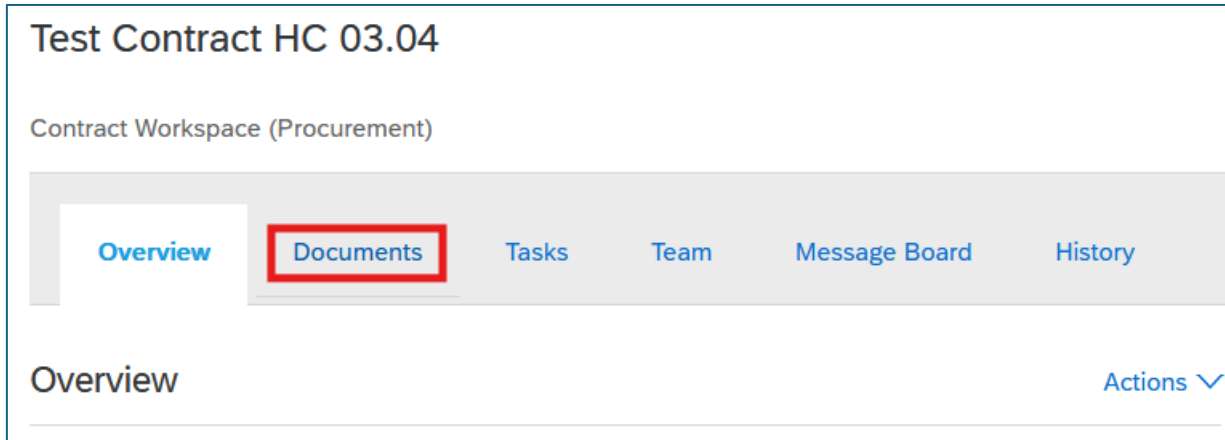 Test Contract HC 03.04
Contract Workspace (Procurement)
Overview Documents Tasks Team Message Board History
Overview Actions